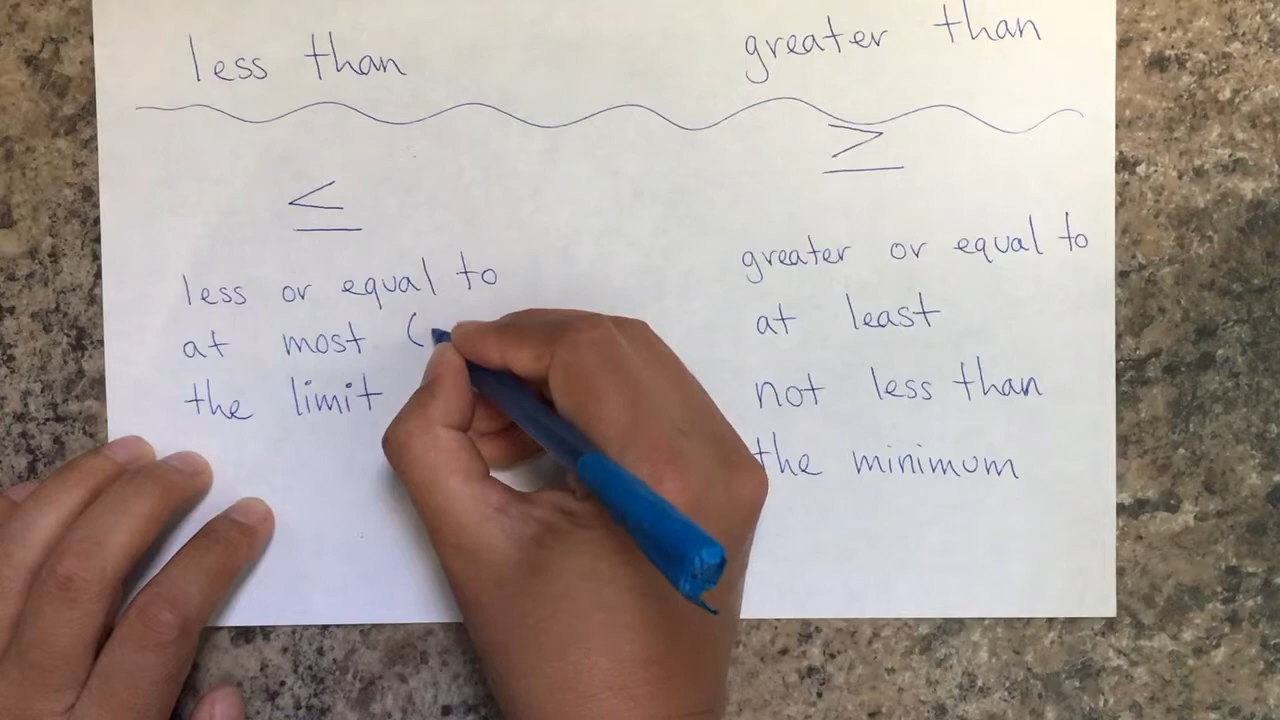 less than
greater than
≤
≥
less or equal to
at most (
the limit
greater or equal to
at least
not less than
the minimum